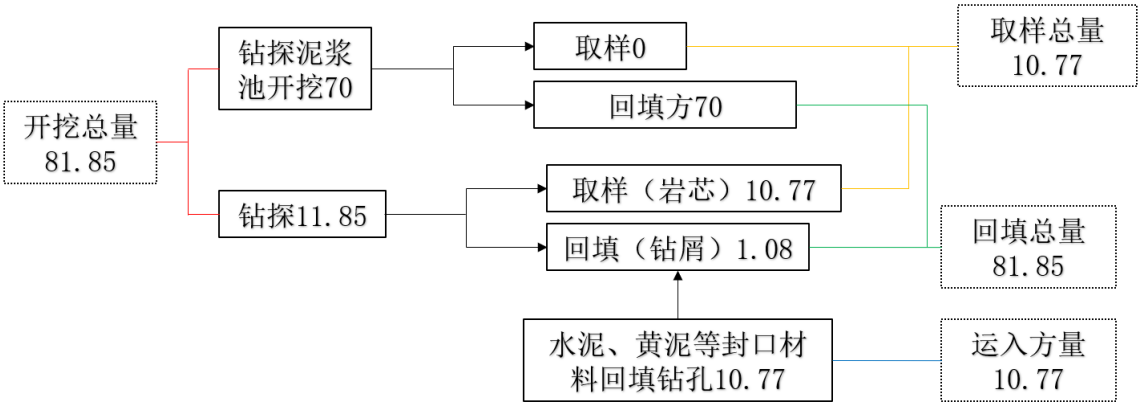 开挖总量
81.85
钻探泥浆
池开挖70
钻探11.85
取样0
回填方70
取样（岩芯）10.77
回填（钻屑）1.08
水泥、黄泥等封口材
料回填钻孔10.77
取样总量
10.77
回填总量
81.85
运入方量
10.77